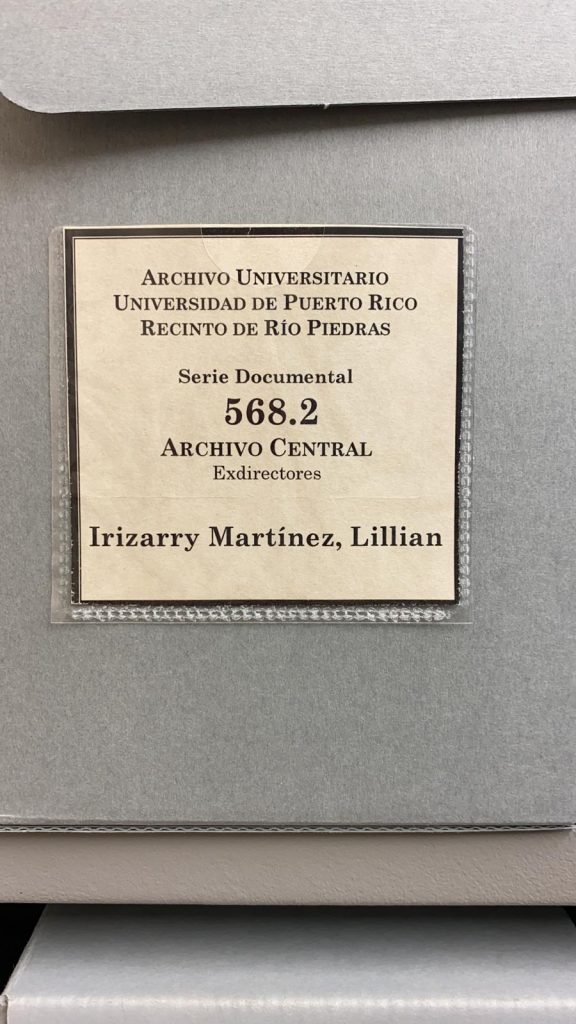 ARCHIVO UNIVERSITARIO
UNIVERSIDAD DE PUERTO RICO
RECINTO DE RÍO PIEDRAS
Serie Documental
568.2
ARCHIVO CENTRAL
Exdirectores
Irizarry Martínez, Lillian